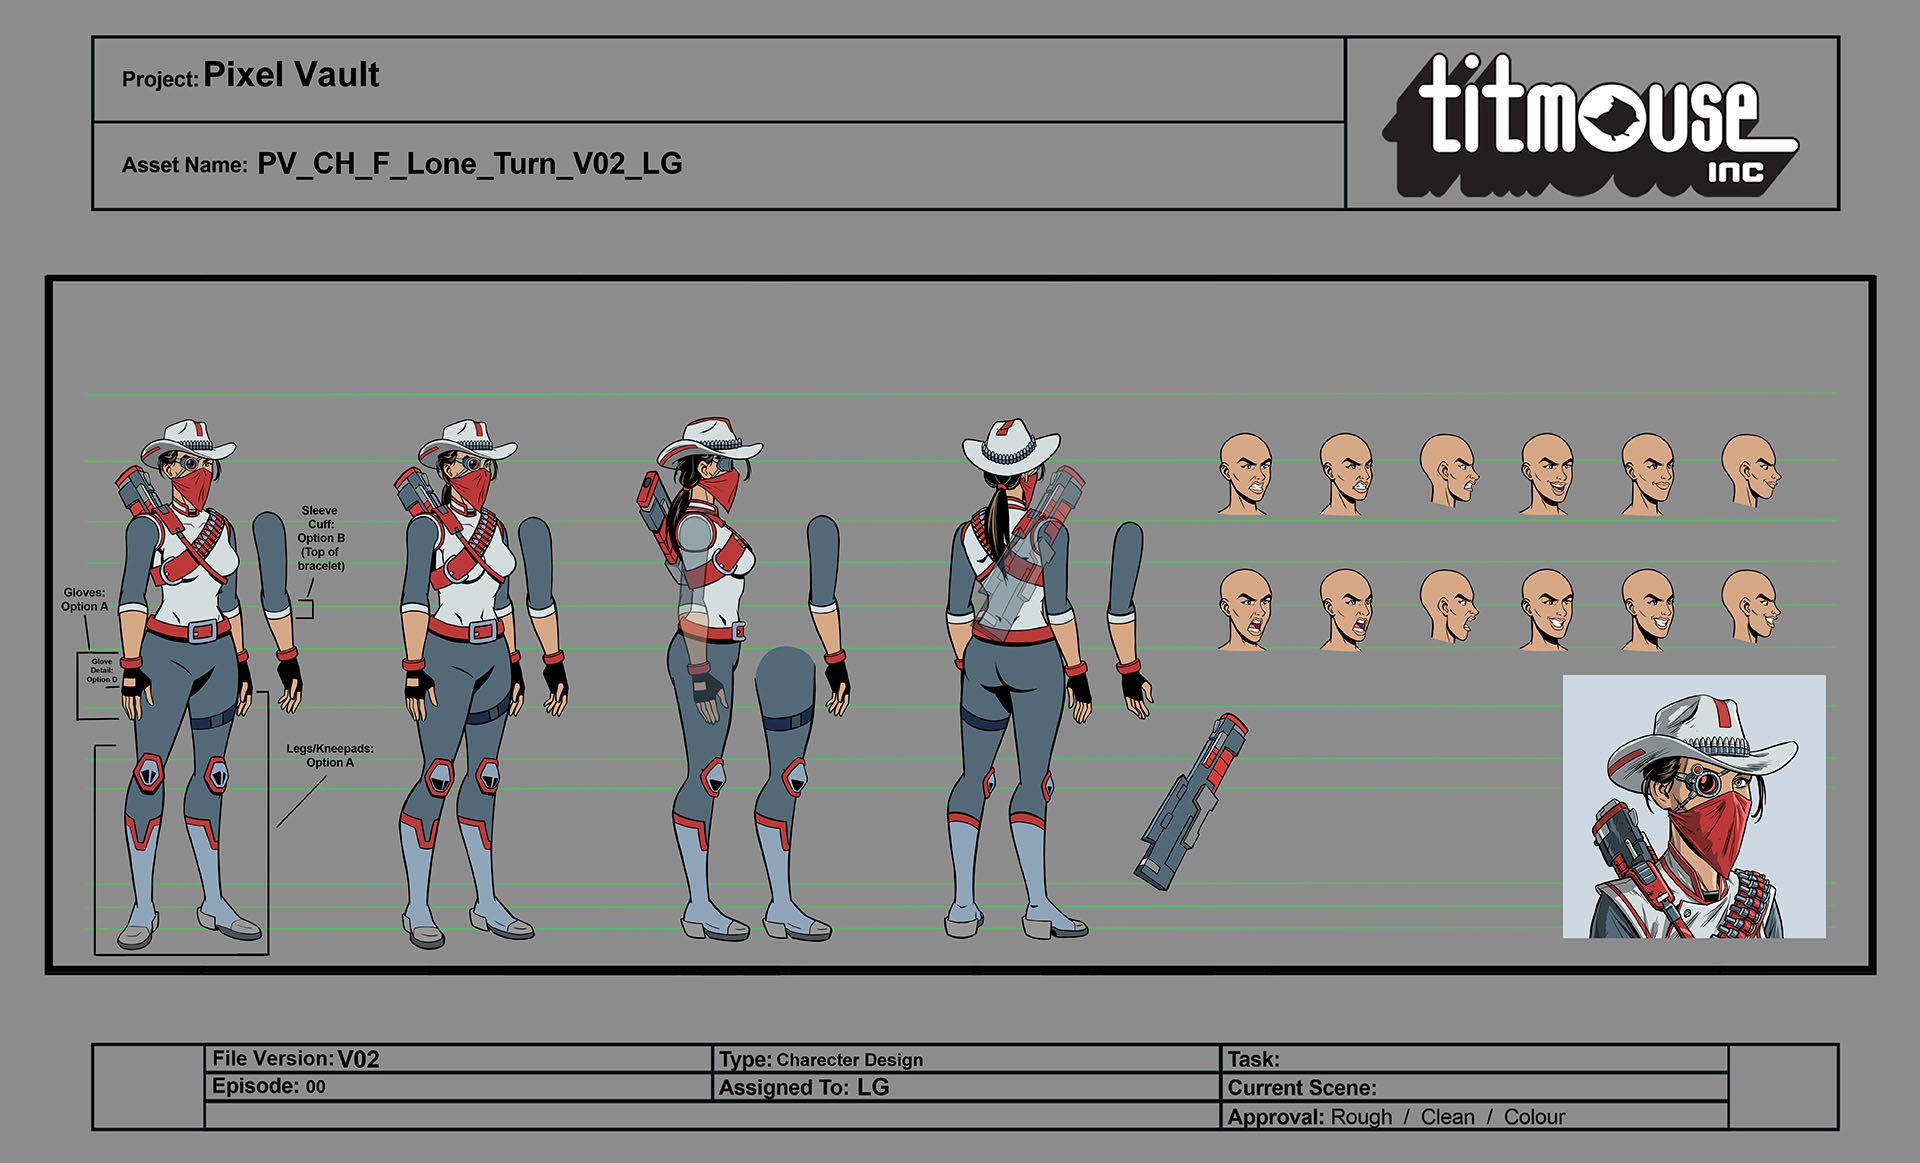 Project: Pixel Vault
titmouse
inc
Asset Name: PV_CH_F_Lone_Turn_V02_LG
Sleeve
Cuff:
Option B
(Top of
bracelet)
Gloves:
Option A
Glove
Detail:
Option D
Legs/Kneepads:
Option A
File Version: V02
Type: Charecter Design
Task:
Episode: 00
Assigned To: LG
Current Scene:
Approval: Rough / Clean / Colour